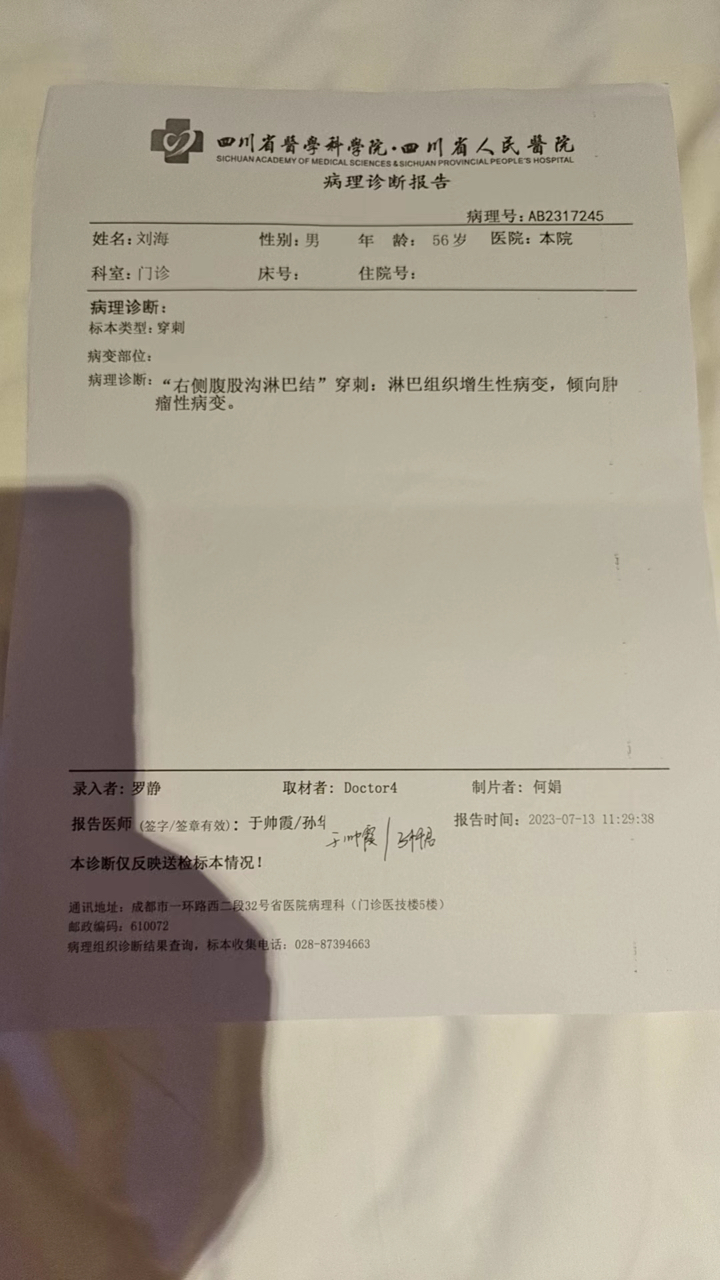 四川省醫學科學院·四川省人民醫院
SICHUAN ACADEMY OF MEDICAL SCIENCES & SICHUAN PROVINCIAL PEOPLE'S HOSPITAL
病理诊断报告
病理号: AB2317245
姓名: 刘海 性别: 男 年 龄: 56 岁 医院: 本院
科室: 门诊 床号: 住院号:
病理诊断:
标本类型: 穿刺
病变部位:
病理诊断: “右侧腹股沟淋巴结”穿刺: 淋巴组织增生性病变, 倾向肿
瘤性病变。
录入者: 罗静 取材者: Doctor4 制片者: 何娟
报告医师 (签字/签章有效): 于帅霞/孙 于帅霞/ 报告时间: 2023-07-13 11:29:38
本诊断仅反映送检标本情况!
通讯地址: 成都市一环路西二段32号省医院病理科 (门诊医技楼5楼)
邮政编码: 610072
病理组织诊断结果查询, 标本收集电话: 028-87394663